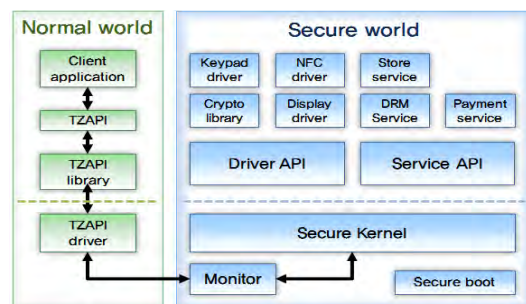 Normal world
Client
application
TZAPI
TZAPI
library
TZAPI
driver
Secure world
Keypad
driver
NFC
driver
Store
service
Crypto
library
Display
driver
DRM
Service
Payment
service
Driver API
Service API
Secure Kernel
Monitor
Secure boot